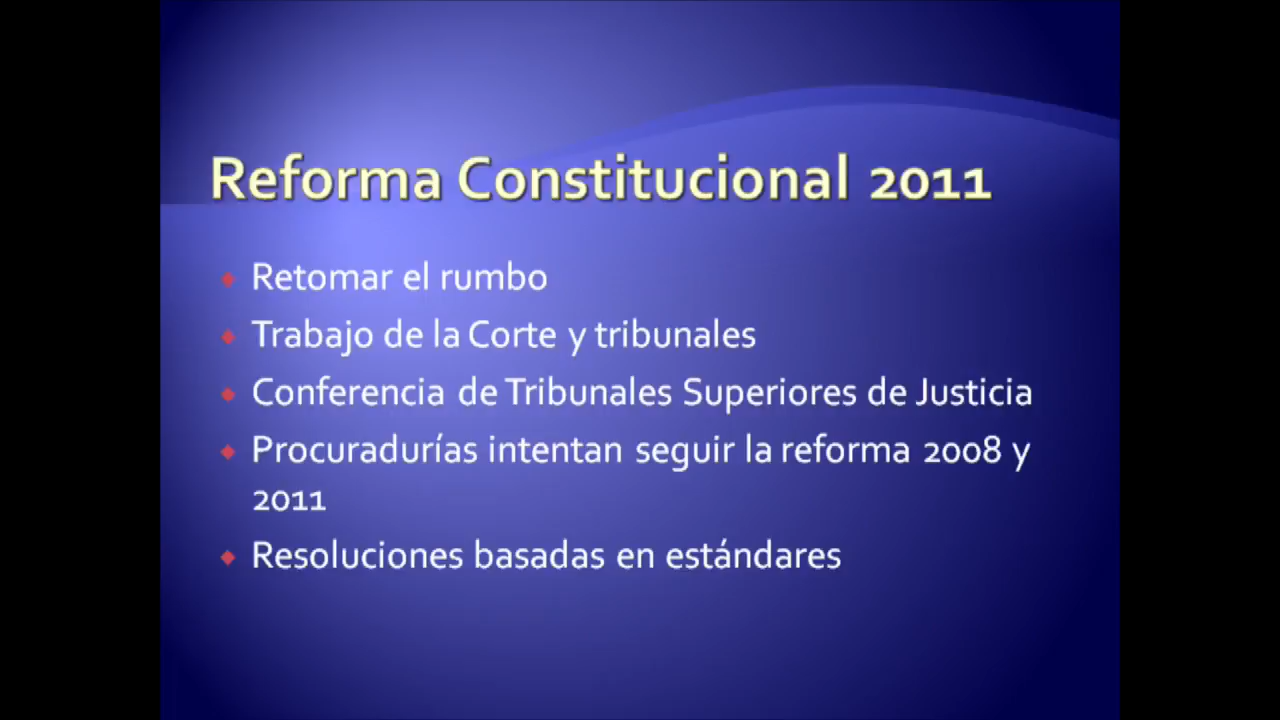 Reforma Constitucional 2011
Retomar el rumbo
Trabajo de la Corte y tribunales
Conferencia de Tribunales Superiores de Justicia
Procuradurías intentan seguir la reforma 2008 y
2011
Resoluciones basadas en estándares